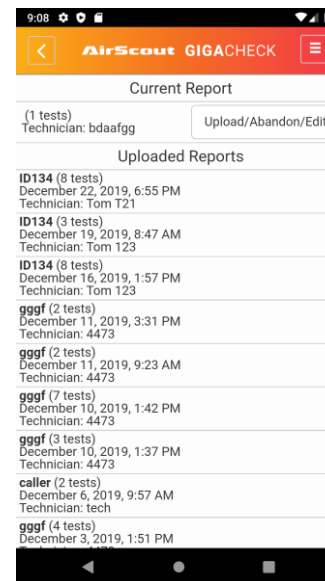 9:08
AirScout GIGACHECK
Current Report
(1 tests)
Technician: bdaafgg
Upload/Abandon/Edit
Uploaded Reports
ID134 (8 tests)
December 22, 2019, 6:55 PM
Technician: Tom T21
ID134 (3 tests)
December 19, 2019, 8:47 AM
Technician: Tom 123
ID134 (8 tests)
December 16, 2019, 1:57 PM
Technician: Tom 123
gggf (2 tests)
December 11, 2019, 3:31 PM
Technician: 4473
gggf (2 tests)
December 11, 2019, 9:23 AM
Technician: 4473
gggf (7 tests)
December 10, 2019, 1:42 PM
Technician: 4473
gggf (3 tests)
December 10, 2019, 1:37 PM
Technician: 4473
caller (2 tests)
December 6, 2019, 9:57 AM
Technician: tech
gggf (4 tests)
December 3, 2019, 1:51 PM